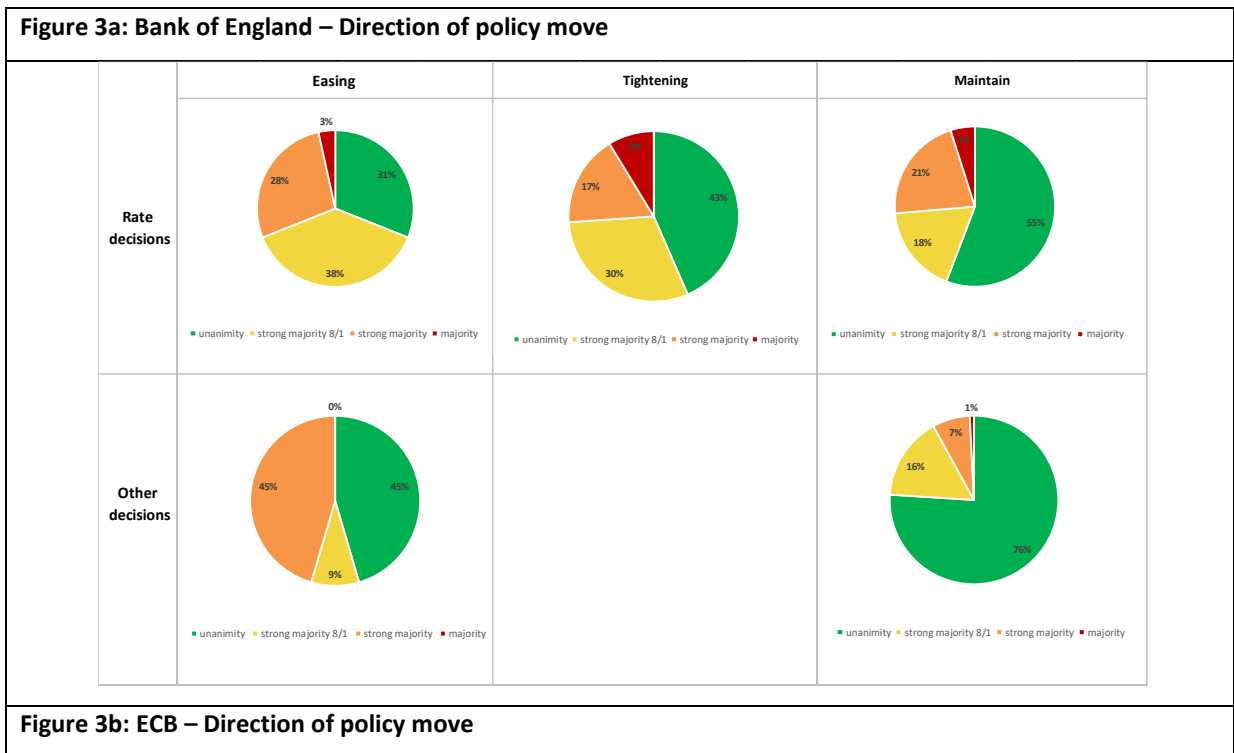 Figure 3a: Bank of England – Direction of policy move
Easing
Tightening
Maintain
Rate
decisions
3%
31%
28%
38%
43%
17%
30%
21%
55%
18%
unanimity strong majority 8/1 strong majority majority
unanimity strong majority 8/1 strong majority majority
unanimity strong majority 8/1 strong majority majority
Other
decisions
0%
45%
45%
9%
1%
7%
16%
76%
unanimity strong majority 8/1 strong majority majority
unanimity strong majority 8/1 strong majority majority
Figure 3b: ECB – Direction of policy move